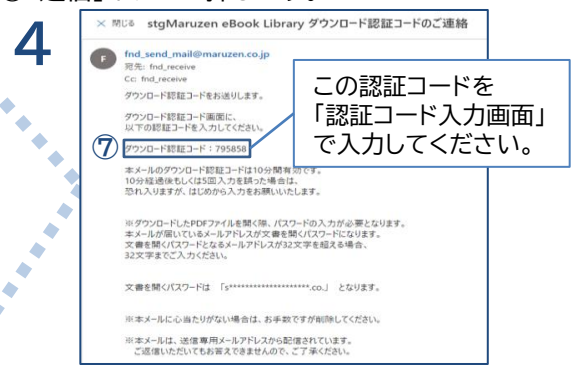 4
× 閉じる stgMaruzen eBook Library ダウンロード認証コードのご連絡
F
fnd_send_mail@maruzen.co.jp
宛先: fnd_receive
Cc: fnd_receive
ダウンロード認証コードをお送りします。
ダウンロード認証コード画面に、
以下の認証コードを入力してください。
⑦
ダウンロード認証コード：795858
この認証コードを
「認証コード入力画面」
で入力してください。
本メールのダウンロード認証コードは10分間有効です。
10分経過後もしくは5回入力を誤った場合は、
恐れ入りますが、はじめから入力をお願いいたします。
※ダウンロードしたPDFファイルを開く際、パスワードの入力が必要となります。
本メールが届いているメールアドレスが文書を開くパスワードになります。
文書を開くパスワードとなるメールアドレスが32文字を超える場合、
32文字までご入力ください。
文書を開くパスワードは 「s********************.co.」 となります。
※本メールに心当たりがない場合は、お手数ですが削除してください。
※本メールは、送信専用メールアドレスから配信されています。
ご返信いただいてもお答えできませんので、ご了承ください。